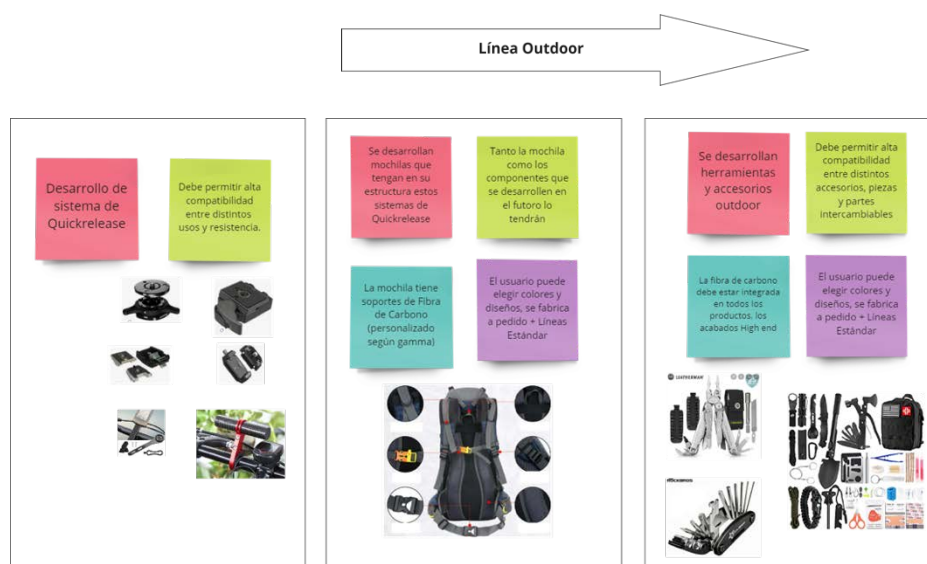 Línea Outdoor
Desarrollo de
sistema de
Quickrelease
Debe permitir alta
compatibilidad
entre distintos
usos y resistencia.
Se desarrollan
mochilas que
tengan en su
estructura estos
sistemas de
Quickrelease
Tanto la mochila
como los
componentes que
se desarrollen en
el futoro lo
tendrán
La mochila tiene
soportes de Fibra
de Carbono
(personalizado
según gamma)
El usuario puede
elegir colores y
diseños, se fabrica
a pedido + Líneas
Estándar
Se desarrollan
herramientas
y accesorios
outdoor
Debe permitir alta
compatibilidad
entre distintos
accesorios, piezas
y partes
intercambiables
La fibra de carbono
debe estar integrada
en todos los
productos, los
acabados High end
El usuario puede
elegir colores y
diseños, se fabrica
a pedido + Líneas
Estándar
LEATHERMAN